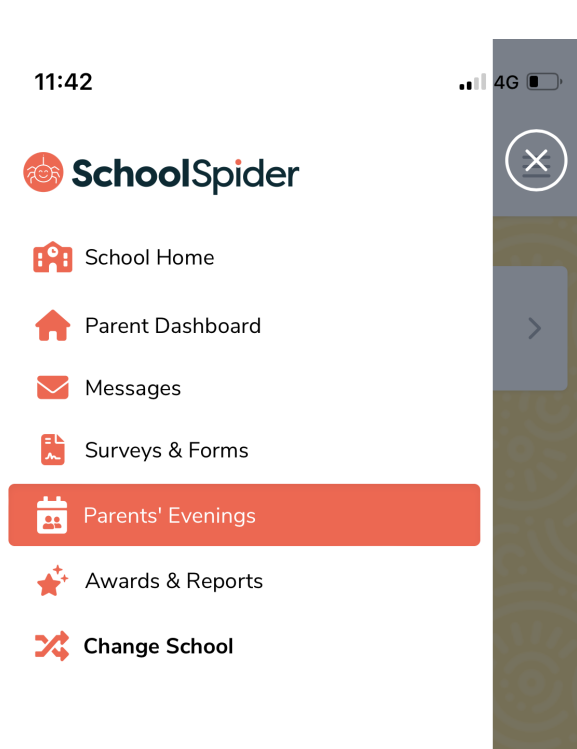 11:42
4G
SchoolSpider
School Home
Parent Dashboard
Messages
Surveys & Forms
Parents' Evenings
Awards & Reports
Change School